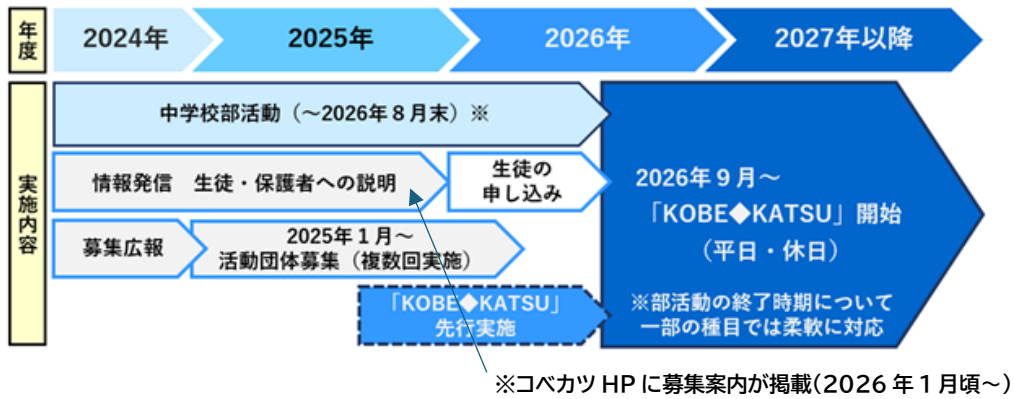 年度
2024年
2025年
2026年
2027年以降
実施内容
中学校部活動（～2026年８月末）※
情報発信　生徒・保護者への説明
生徒の
申し込み
募集広報
2025年１月～
活動団体募集（複数回実施）
「KOBE◆KATSU」
先行実施
2026年９月～
「KOBE◆KATSU」開始
（平日・休日）
※部活動の終了時期について
一部の種目では柔軟に対応
※コベカツ HP に募集案内が掲載（2026 年 1 月頃～）